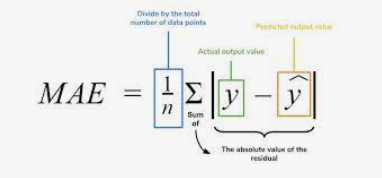 Divide by the total
number of data points
Predicted output value
Actual output value
MAE = 1/n Σ |y − ŷ|
Sum
of
The absolute value of the
residual